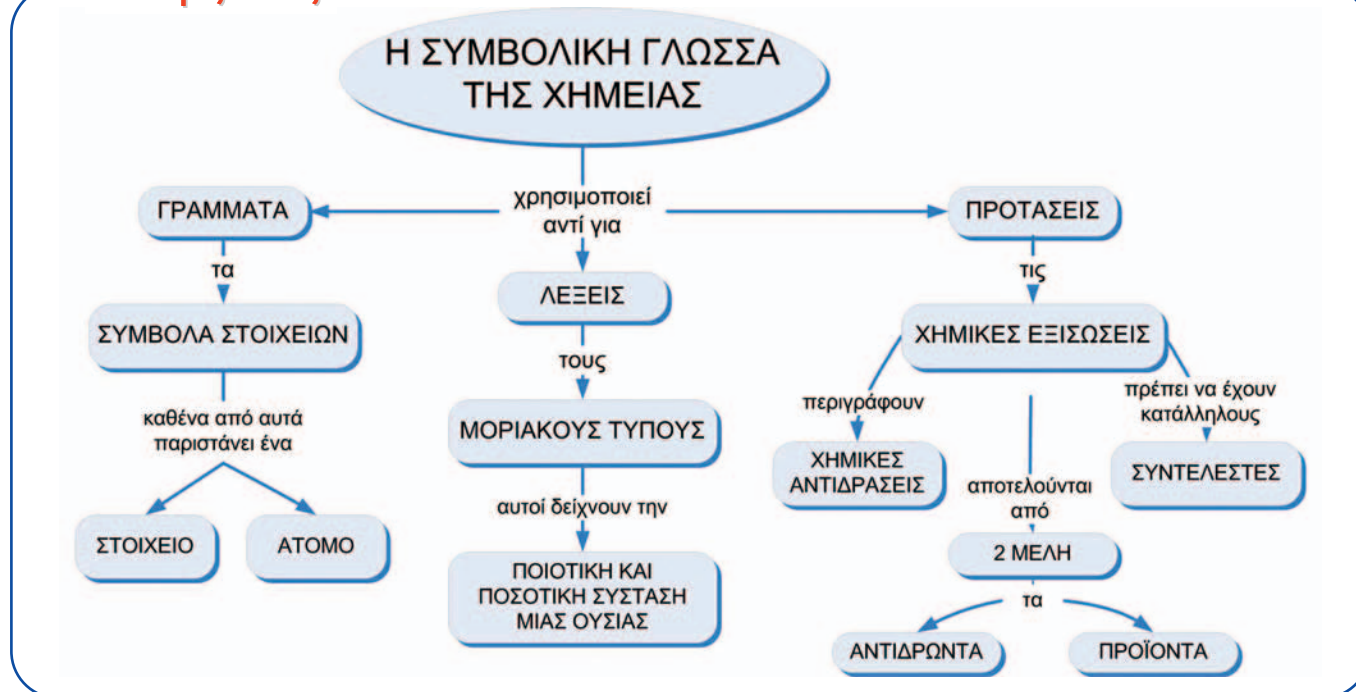 Η ΣΥΜΒΟΛΙΚΗ ΓΛΩΣΣΑ
ΤΗΣ ΧΗΜΕΙΑΣ
χρησιμοποιεί
αντί για
ΓΡΑΜΜΑΤΑ
τα
ΣΥΜΒΟΛΑ ΣΤΟΙΧΕΙΩΝ
καθένα από αυτά
παριστάνει ένα
ΣΤΟΙΧΕΙΟ
ΑΤΟΜΟ
ΛΕΞΕΙΣ
τους
ΜΟΡΙΑΚΟΥΣ ΤΥΠΟΥΣ
αυτοί δείχνουν την
ΠΟΙΟΤΙΚΗ ΚΑΙ
ΠΟΣΟΤΙΚΗ ΣΥΣΤΑΣΗ
ΜΙΑΣ ΟΥΣΙΑΣ
ΠΡΟΤΑΣΕΙΣ
τις
ΧΗΜΙΚΕΣ ΕΞΙΣΩΣΕΙΣ
περιγράφουν
ΧΗΜΙΚΕΣ
ΑΝΤΙΔΡΑΣΕΙΣ
αποτελούνται
από
2 ΜΕΛΗ
τα
ΑΝΤΙΔΡΩΝΤΑ
ΠΡΟΪΟΝΤΑ
πρέπει να έχουν
κατάλληλους
ΣΥΝΤΕΛΕΣΤΕΣ